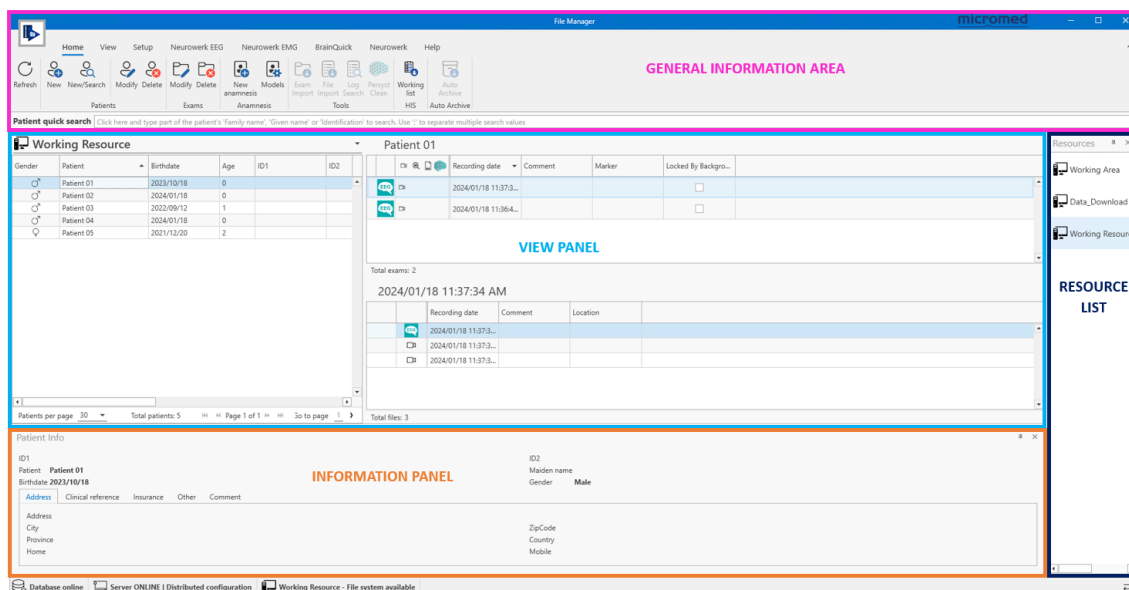 File Manager
micromed
Home View Setup Neurowerk EEG Neurowerk EMG BrainQuick Neurowerk Help
Refresh New New/Search Modify Delete Modify Delete New anamnesis Models Exam Import File Import Log Search Persyst Clean Working list Auto Archive
Patients Exams Anamnesis Tools HIS Auto Archive
GENERAL INFORMATION AREA
Patient quick search Click here and type part of the patient's 'Family name', 'Given name' or 'Identification' to search. Use ';' to separate multiple search values
Working Resource
Gender Patient Birthdate Age ID1 ID2
Patient 01 2023/10/18 0
Patient 02 2024/01/18 0
Patient 03 2022/09/12 1
Patient 04 2024/01/18 0
Patient 05 2021/12/20 2
Patients per page 30 Total patients: 5 Page 1 of 1 Go to page 1
Patient 01
Recording date Comment Marker Locked By Backgro...
EEG 2024/01/18 11:37:3...
EEG 2024/01/18 11:36:4...
VIEW PANEL
Total exams: 2
2024/01/18 11:37:34 AM
Recording date Comment Location
EEG 2024/01/18 11:37:3...
2024/01/18 11:37:3...
2024/01/18 11:37:3...
Total files: 3
Resources
Working Area
Data_Download
Working Resour
RESOURCE
LIST
Patient Info
ID1 ID2
Patient Patient 01 Maiden name
Birthdate 2023/10/18 Gender Male
INFORMATION PANEL
Address Clinical reference Insurance Other Comment
Address
City ZipCode
Province Country
Home Mobile
Database online Server ONLINE | Distributed configuration Working Resource - File system available